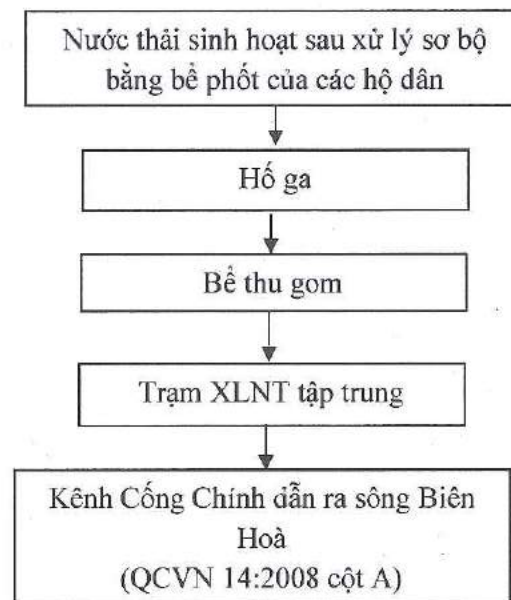 Nước thải sinh hoạt sau xử lý sơ bộ
bằng bể phốt của các hộ dân
Hố ga
Bể thu gom
Trạm XLNT tập trung
Kênh Cống Chính dẫn ra sông Biên
Hoà
(QCVN 14:2008 cột A)